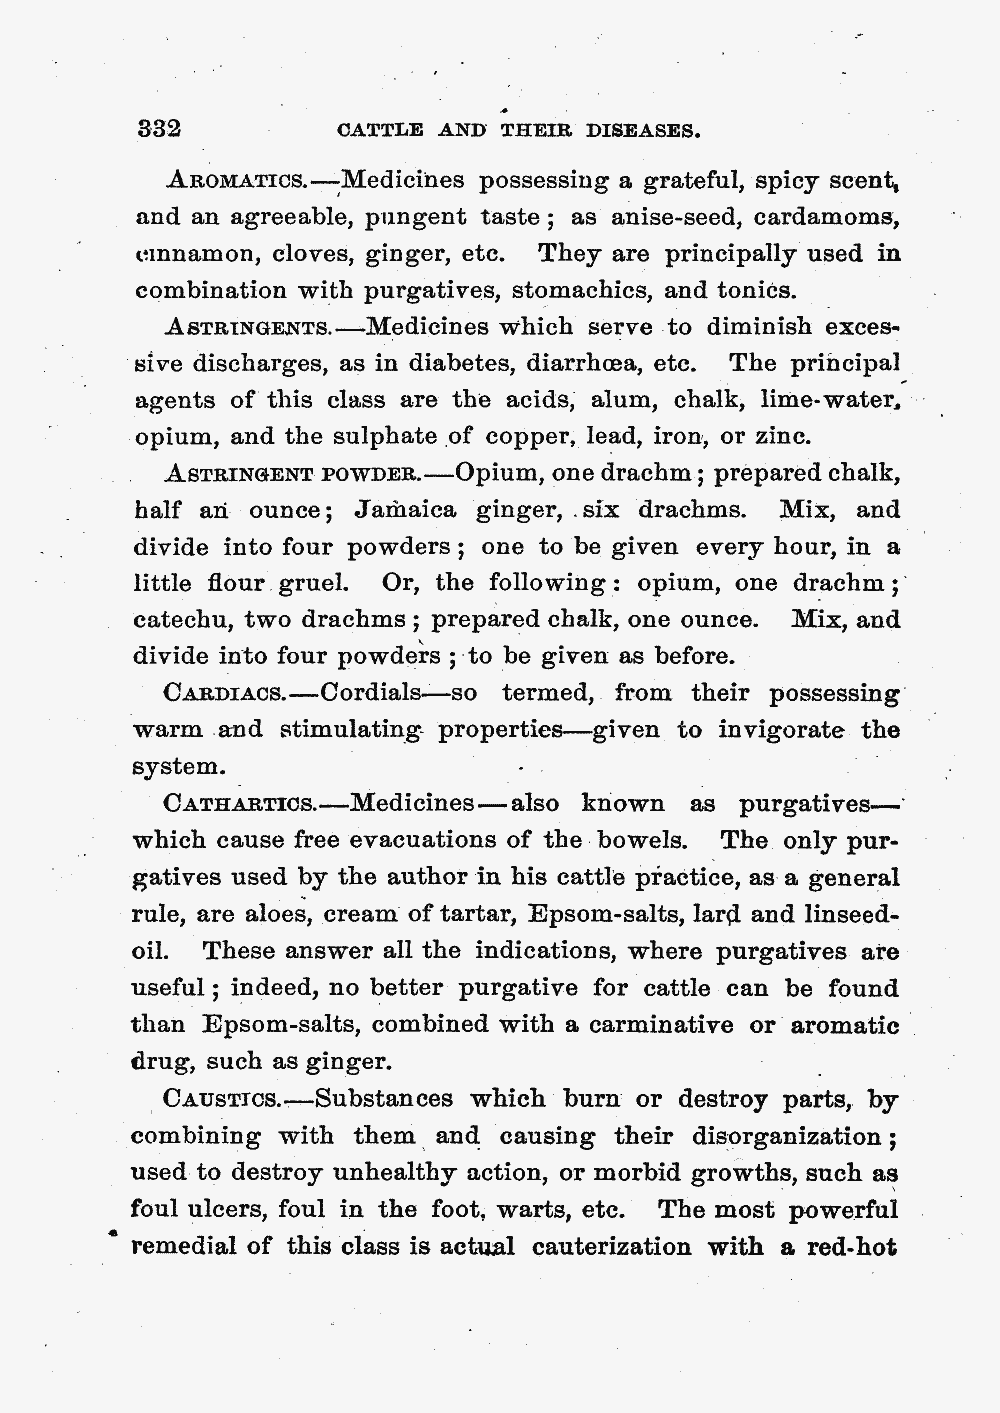 332 CATTLE AND THEIR DISEASES.
AROMATICS.—Medicines possessing a grateful, spicy scent,
and an agreeable, pungent taste; as anise-seed, cardamoms,
cinnamon, cloves, ginger, etc. They are principally used in
combination with purgatives, stomachics, and tonics.
ASTRINGENTS.—Medicines which serve to diminish exces-
sive discharges, as in diabetes, diarrhœa, etc. The principal
agents of this class are the acids, alum, chalk, lime-water,
opium, and the sulphate of copper, lead, iron, or zinc.
ASTRINGENT POWDER.—Opium, one drachm; prepared chalk,
half an ounce; Jamaica ginger, six drachms. Mix, and
divide into four powders; one to be given every hour, in a
little flour gruel. Or, the following: opium, one drachm;
catechu, two drachms; prepared chalk, one ounce. Mix, and
divide into four powders; to be given as before.
CARDIACS.—Cordials—so termed, from their possessing
warm and stimulating properties—given to invigorate the
system.
CATHARTICS.—Medicines—also known as purgatives—
which cause free evacuations of the bowels. The only pur-
gatives used by the author in his cattle practice, as a general
rule, are aloes, cream of tartar, Epsom-salts, lard and linseed-
oil. These answer all the indications, where purgatives are
useful; indeed, no better purgative for cattle can be found
than Epsom-salts, combined with a carminative or aromatic
drug, such as ginger.
CAUSTICS.—Substances which burn or destroy parts, by
combining with them and causing their disorganization;
used to destroy unhealthy action, or morbid growths, such as
foul ulcers, foul in the foot, warts, etc. The most powerful
remedial of this class is actual cauterization with a red-hot